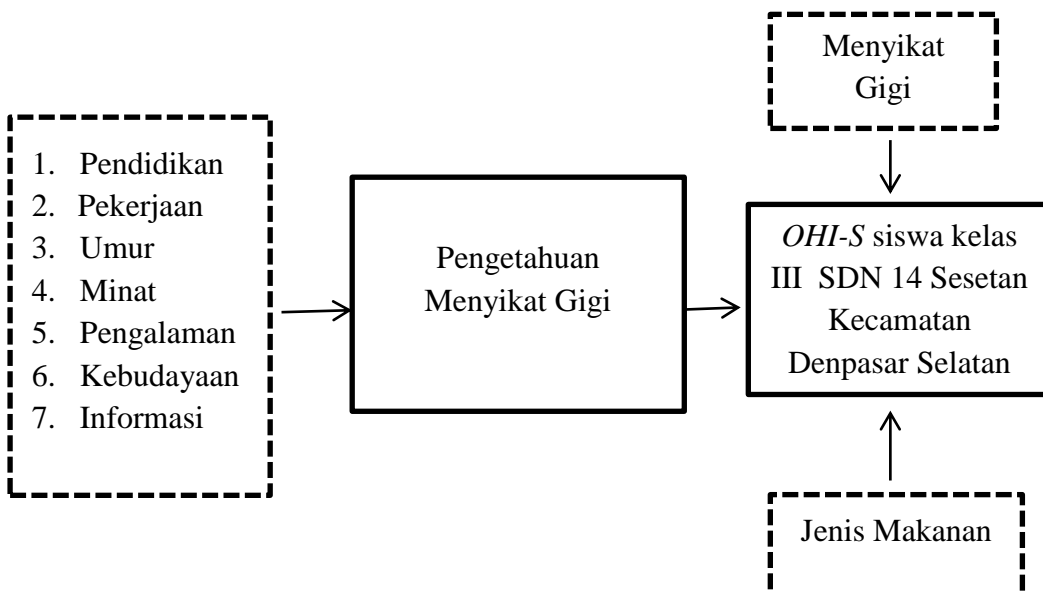 1. Pendidikan
2. Pekerjaan
3. Umur
4. Minat
5. Pengalaman
6. Kebudayaan
7. Informasi
Pengetahuan
Menyikat Gigi
Menyikat
Gigi
OHI-S siswa kelas
III SDN 14 Sesetan
Kecamatan
Denpasar Selatan
Jenis Makanan